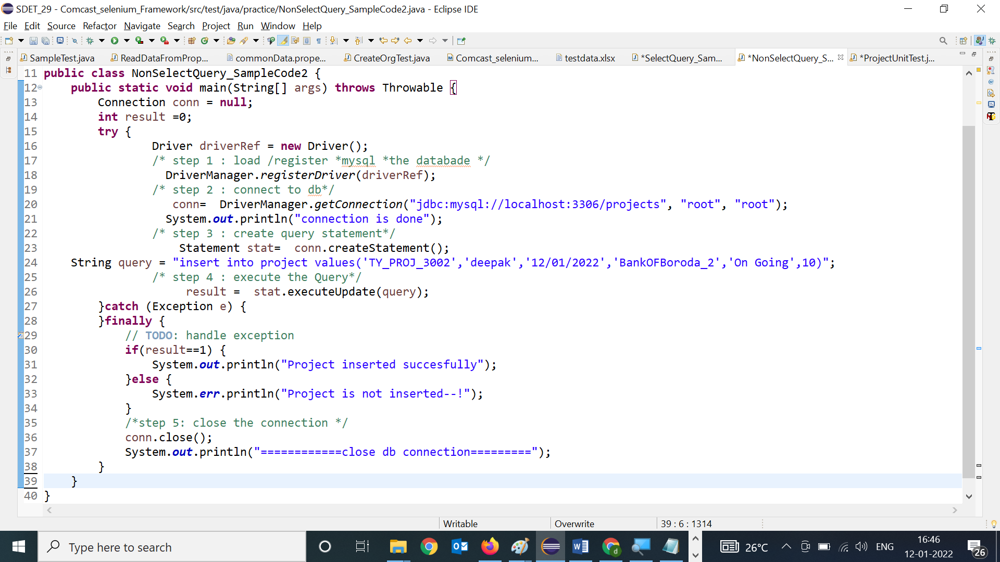 SDET_29 - Comcast_selenium_Framework/src/test/java/practice/NonSelectQuery_SampleCode2.java - Eclipse IDE
File Edit Source Refactor Navigate Search Project Run Window Help
SampleTest.java ReadDataFromProp... commonData.prope... CreateOrgTest.java Comcast_selenium... testdata.xlsx *SelectQuery_Sam... *NonSelectQuery_S... *ProjectUnitTest.j...
11 public class NonSelectQuery_SampleCode2 {
12 public static void main(String[] args) throws Throwable {
13 Connection conn = null;
14 int result =0;
15 try {
16 Driver driverRef = new Driver();
17 /* step 1 : load /register *mysql *the databade */
18 DriverManager.registerDriver(driverRef);
19 /* step 2 : connect to db*/
20 conn= DriverManager.getConnection("jdbc:mysql://localhost:3306/projects", "root", "root");
21 System.out.println("connection is done");
22 /* step 3 : create query statement*/
23 Statement stat= conn.createStatement();
24 String query = "insert into project values('TY_PROJ_3002','deepak','12/01/2022','BankOFBoroda_2','On Going',10)";
25 /* step 4 : execute the Query*/
26 result = stat.executeUpdate(query);
27 }catch (Exception e) {
28 }finally {
29 // TODO: handle exception
30 if(result==1) {
31 System.out.println("Project inserted succesfully");
32 }else {
33 System.err.println("Project is not inserted--!");
34 }
35 /*step 5: close the connection */
36 conn.close();
37 System.out.println("============close db connection=========");
38 }
39 }
40 }
Writable Overwrite 39 : 6 : 1314
Type here to search
26°C ENG 16:46
12-01-2022 26